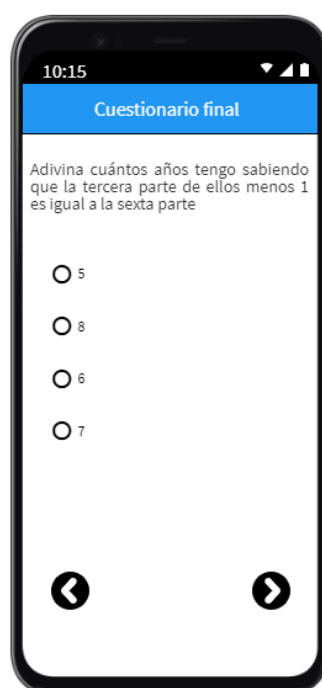 10:15
Cuestionario final
Adivina cuántos años tengo sabiendo
que la tercera parte de ellos menos 1
es igual a la sexta parte
5
8
6
7